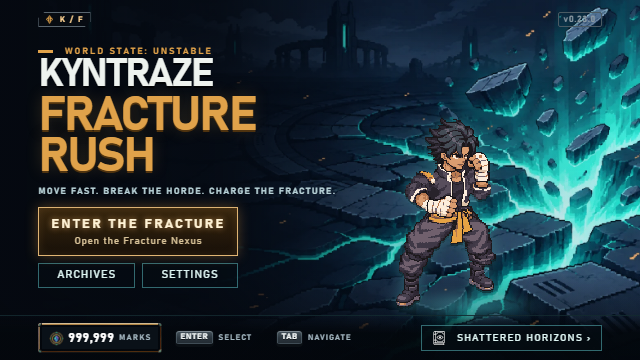 K / F
v0.28.0
WORLD STATE: UNSTABLE
KYNTRAZE
FRACTURE
RUSH
MOVE FAST. BREAK THE HORDE. CHARGE THE FRACTURE.
ENTER THE FRACTURE
Open the Fracture Nexus
ARCHIVES
SETTINGS
999,999 MARKS
ENTER SELECT
TAB NAVIGATE
SHATTERED HORIZONS ›